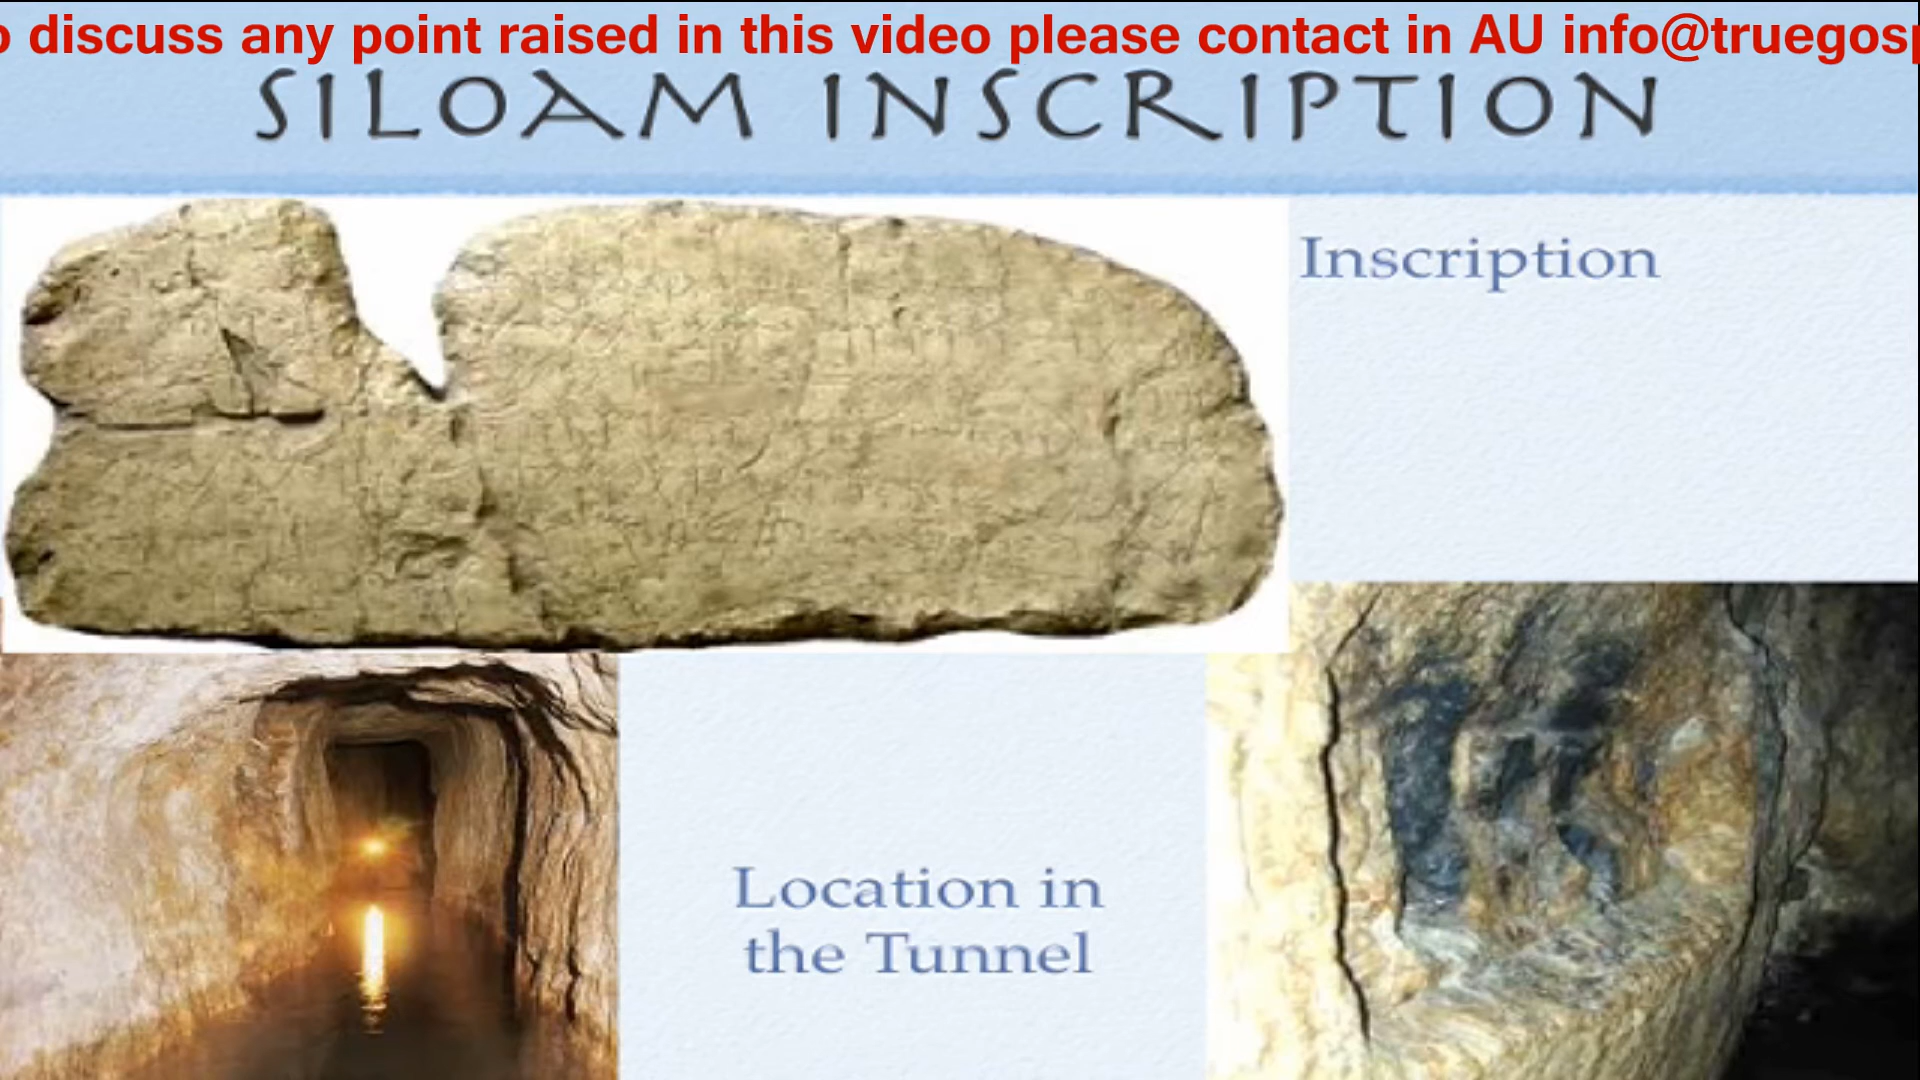 o discuss any point raised in this video please contact in AU info@truegosp
SILOAM INSCRIPTION
Inscription
Location in
the Tunnel